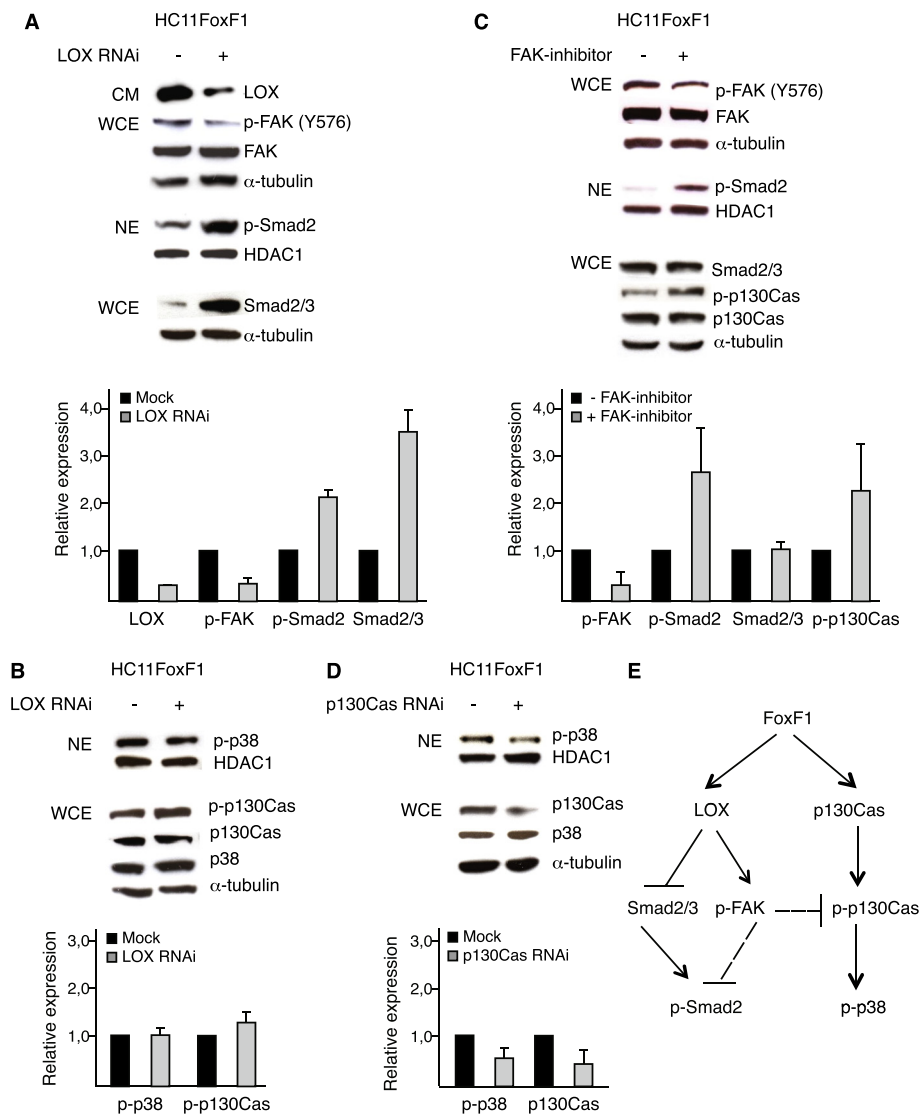 A
HC11FoxF1
LOX RNAi - +
CM LOX
WCE p-FAK (Y576)
FAK
α-tubulin
NE p-Smad2
HDAC1
WCE Smad2/3
α-tubulin
Relative expression
4,0
3,0
2,0
1,0
Mock
LOX RNAi
LOX p-FAK p-Smad2 Smad2/3
C
HC11FoxF1
FAK-inhibitor - +
WCE p-FAK (Y576)
FAK
α-tubulin
NE p-Smad2
HDAC1
WCE Smad2/3
p-p130Cas
p130Cas
α-tubulin
Relative expression
4,0
3,0
2,0
1,0
- FAK-inhibitor
+ FAK-inhibitor
p-FAK p-Smad2 Smad2/3 p-p130Cas
B
HC11FoxF1
LOX RNAi - +
NE p-p38
HDAC1
WCE p-p130Cas
p130Cas
p38
α-tubulin
Relative expression
3,0
2,0
1,0
Mock
LOX RNAi
p-p38 p-p130Cas
D
HC11FoxF1
p130Cas RNAi - +
NE p-p38
HDAC1
WCE p130Cas
p38
α-tubulin
Relative expression
3,0
2,0
1,0
Mock
p130Cas RNAi
p-p38 p130Cas
E
FoxF1
LOX p130Cas
Smad2/3 p-FAK p-p130Cas
p-Smad2 p-p38